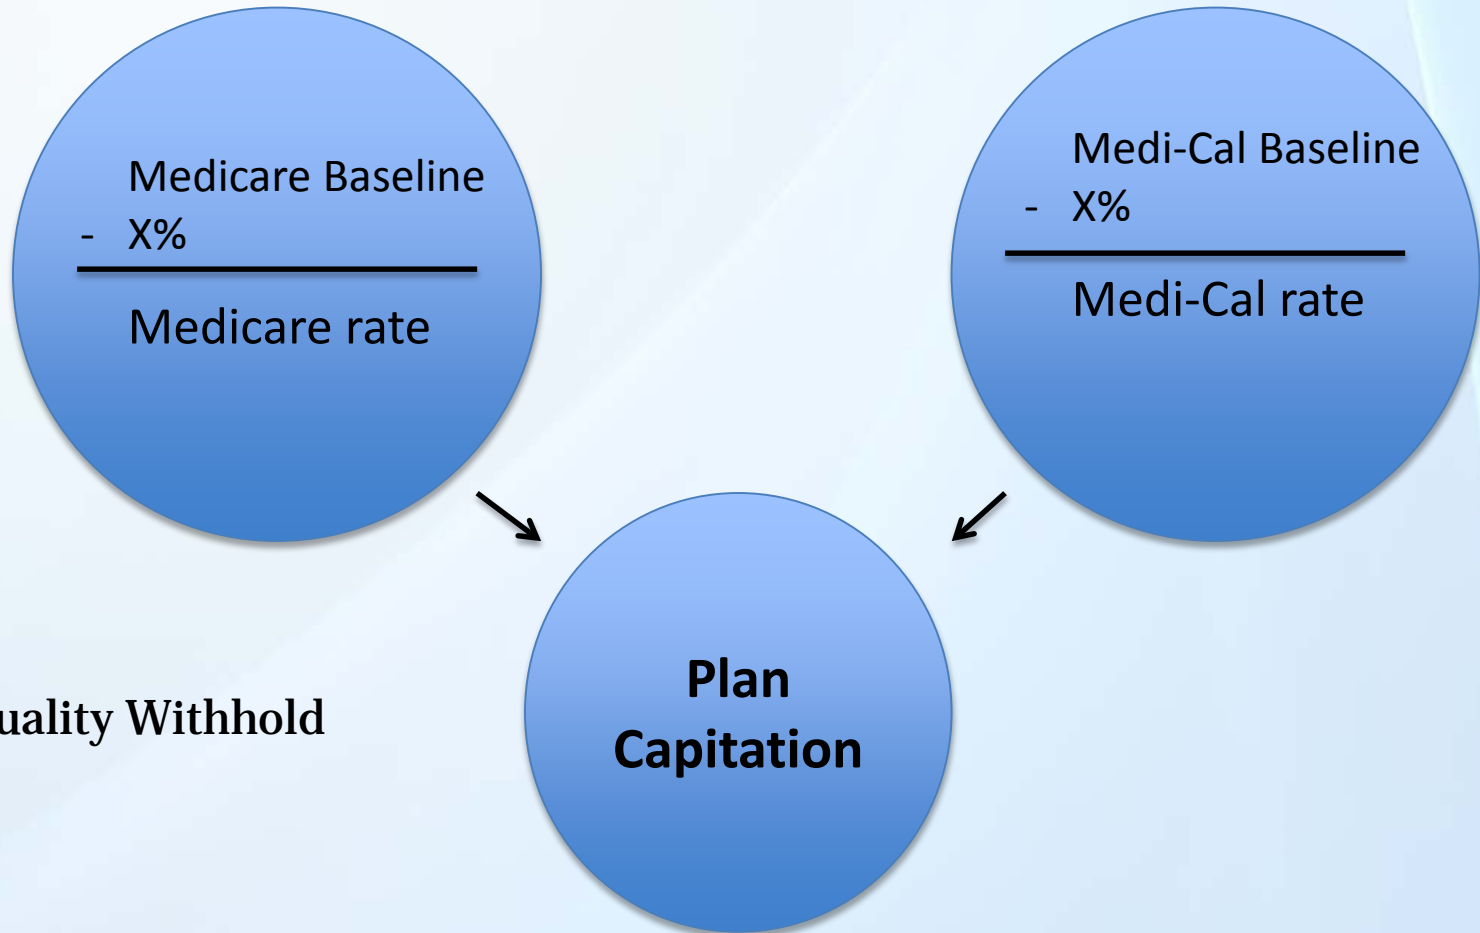 Medicare Baseline
- X%
Medicare rate
Medi-Cal Baseline
- X%
Medi-Cal rate
Plan
Capitation
uality Withhold